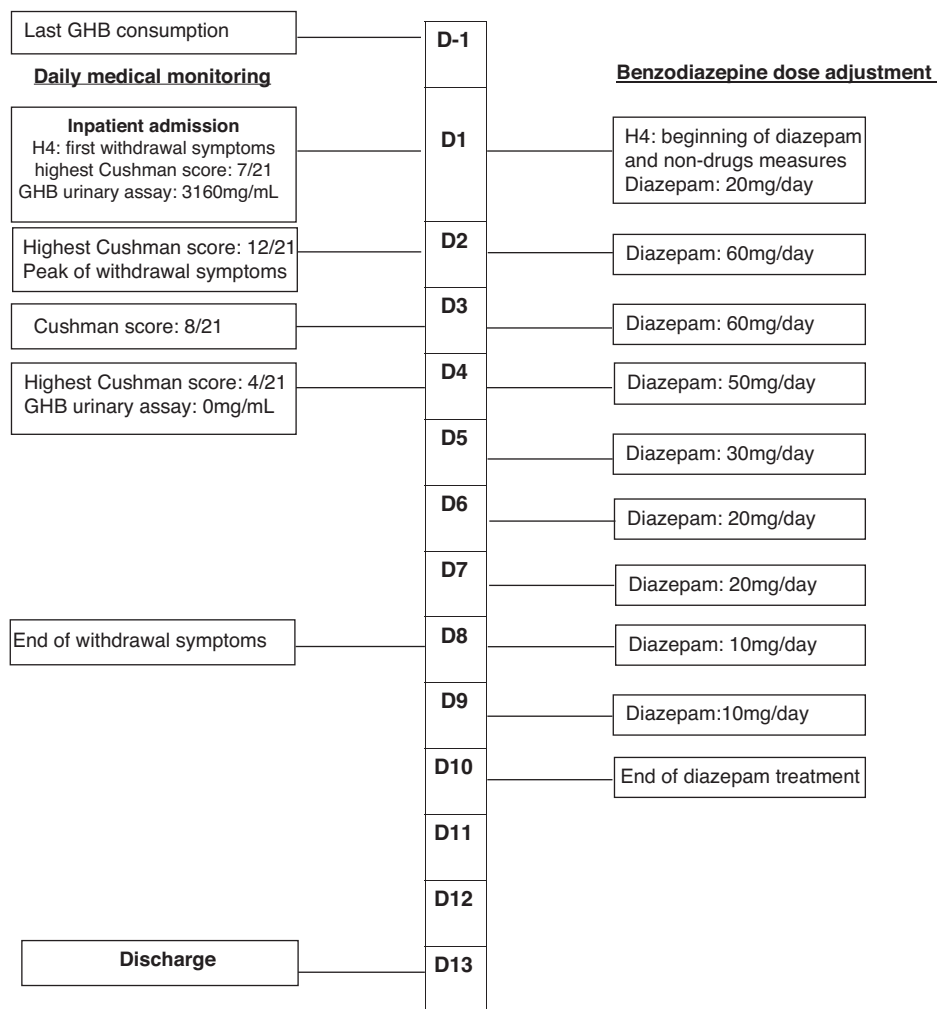 Last GHB consumption
D-1
Daily medical monitoring
Benzodiazepine dose adjustment
Inpatient admission
H4: first withdrawal symptoms
highest Cushman score: 7/21
GHB urinary assay: 3160mg/mL
D1
H4: beginning of diazepam
and non-drugs measures
Diazepam: 20mg/day
Highest Cushman score: 12/21
Peak of withdrawal symptoms
D2
Diazepam: 60mg/day
Cushman score: 8/21
D3
Diazepam: 60mg/day
Highest Cushman score: 4/21
GHB urinary assay: 0mg/mL
D4
Diazepam: 50mg/day
D5
Diazepam: 30mg/day
D6
Diazepam: 20mg/day
D7
Diazepam: 20mg/day
End of withdrawal symptoms
D8
Diazepam: 10mg/day
D9
Diazepam:10mg/day
D10
End of diazepam treatment
D11
D12
Discharge
D13